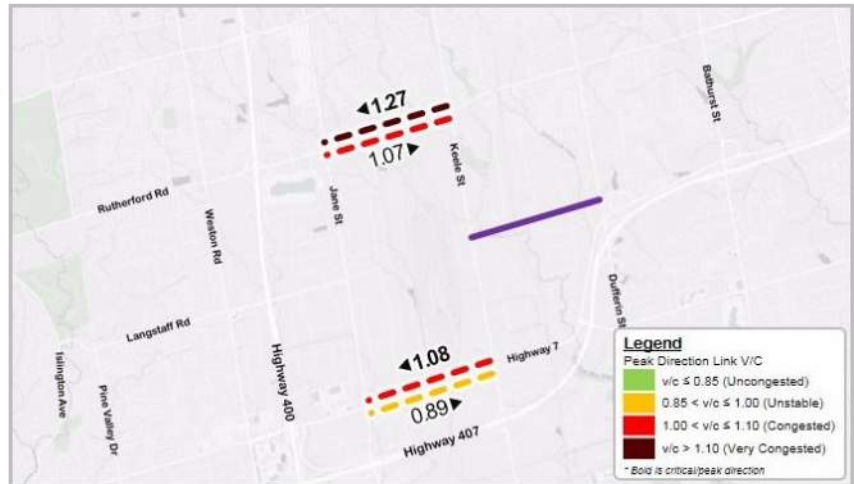 ◄1.27
1.07►
Bathurst St
Keele St
Rutherford Rd
Jane St
Weston Rd
Langstaff Rd
Dufferin St
Islington Ave
Pine Valley Dr
Highway 400
◄1.08
0.89►
Highway 7
Highway 407
Legend
Peak Direction Link V/C
v/c ≤ 0.85 (Uncongested)
0.85 < v/c ≤ 1.00 (Unstable)
1.00 < v/c ≤ 1.10 (Congested)
v/c > 1.10 (Very Congested)
* Bold is critical/peak direction